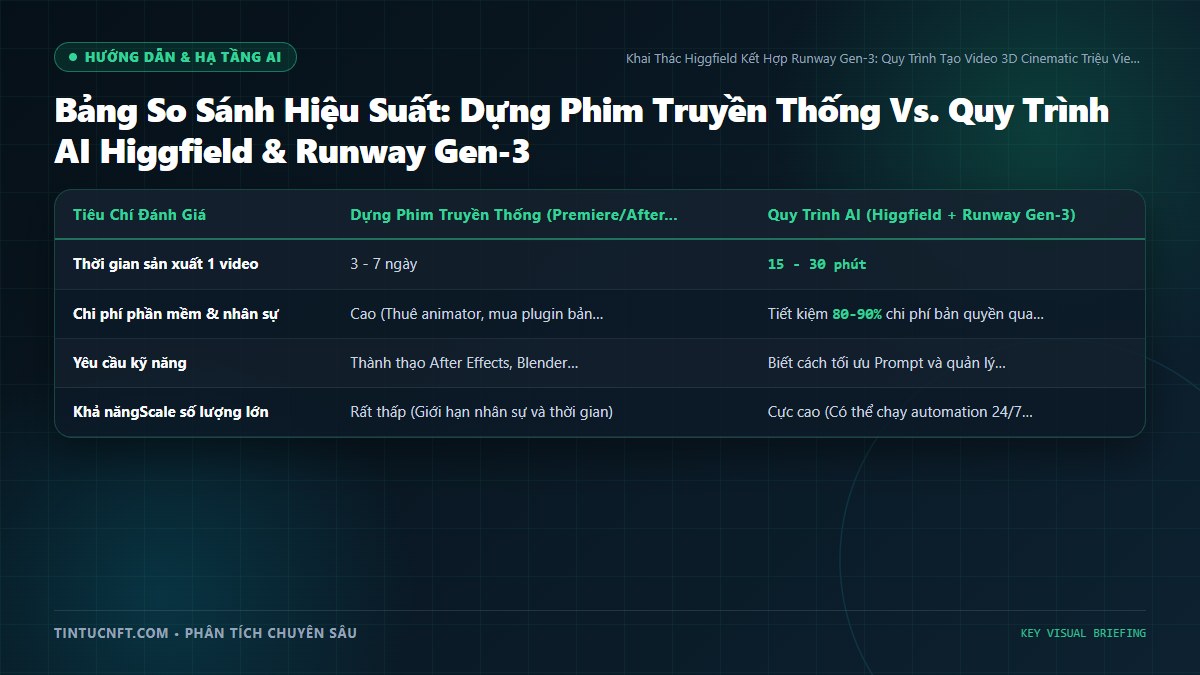 HƯỚNG DẪN & HẠ TẦNG AI
Khai Thác Higgfield Kết Hợp Runway Gen-3: Quy Trình Tạo Video 3D Cinematic Triệu Vie...
Bảng So Sánh Hiệu Suất: Dựng Phim Truyền Thống Vs. Quy Trình
AI Higgfield & Runway Gen-3
Tiêu Chí Đánh Giá
Dựng Phim Truyền Thống (Premiere/After...
Quy Trình AI (Higgfield + Runway Gen-3)
Thời gian sản xuất 1 video
3 - 7 ngày
15 - 30 phút
Chi phí phần mềm & nhân sự
Cao (Thuê animator, mua plugin bản...
Tiết kiệm 80-90% chi phí bản quyền qua...
Yêu cầu kỹ năng
Thành thạo After Effects, Blender...
Biết cách tối ưu Prompt và quản lý...
Khả năngScale số lượng lớn
Rất thấp (Giới hạn nhân sự và thời gian)
Cực cao (Có thể chạy automation 24/7...
TINTUCNFT.COM • PHÂN TÍCH CHUYÊN SÂU
KEY VISUAL BRIEFING